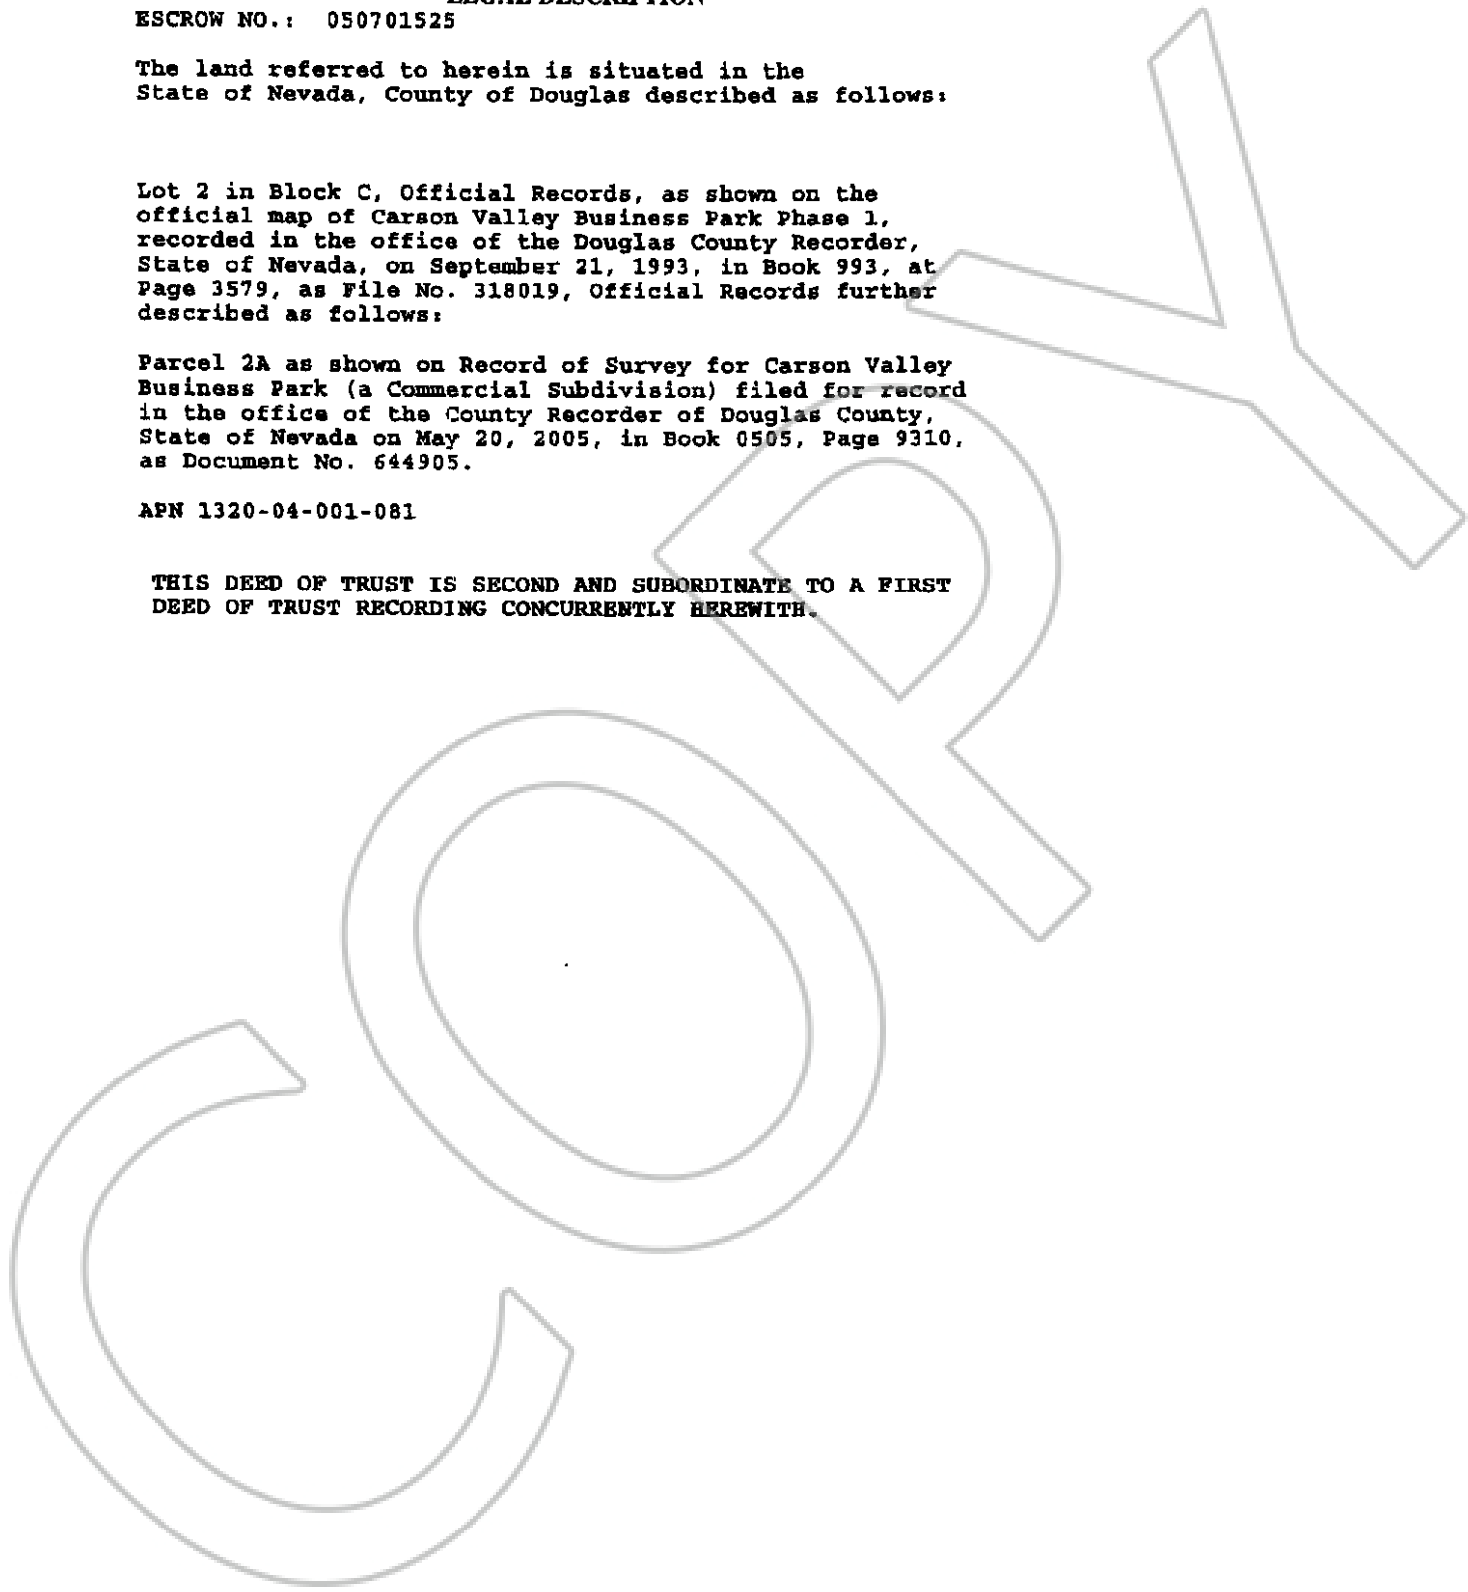 LEGAL DESCRIPTION
ESCROW NO.: 050701525
The land referred to herein is situated in the
State of Nevada, County of Douglas described as follows:
Lot 2 in Block C, Official Records, as shown on the
official map of Carson Valley Business Park Phase 1,
recorded in the office of the Douglas County Recorder,
State of Nevada, on September 21, 1993, in Book 993, at
Page 3579, as File No. 318019, Official Records further
described as follows:
Parcel 2A as shown on Record of Survey for Carson Valley
Business Park (a Commercial Subdivision) filed for record
in the office of the County Recorder of Douglas County,
State of Nevada on May 20, 2005, in Book 0505, Page 9310,
as Document No. 644905.
APN 1320-04-001-081
THIS DEED OF TRUST IS SECOND AND SUBORDINATE TO A FIRST
DEED OF TRUST RECORDING CONCURRENTLY HEREWITH.
COPY